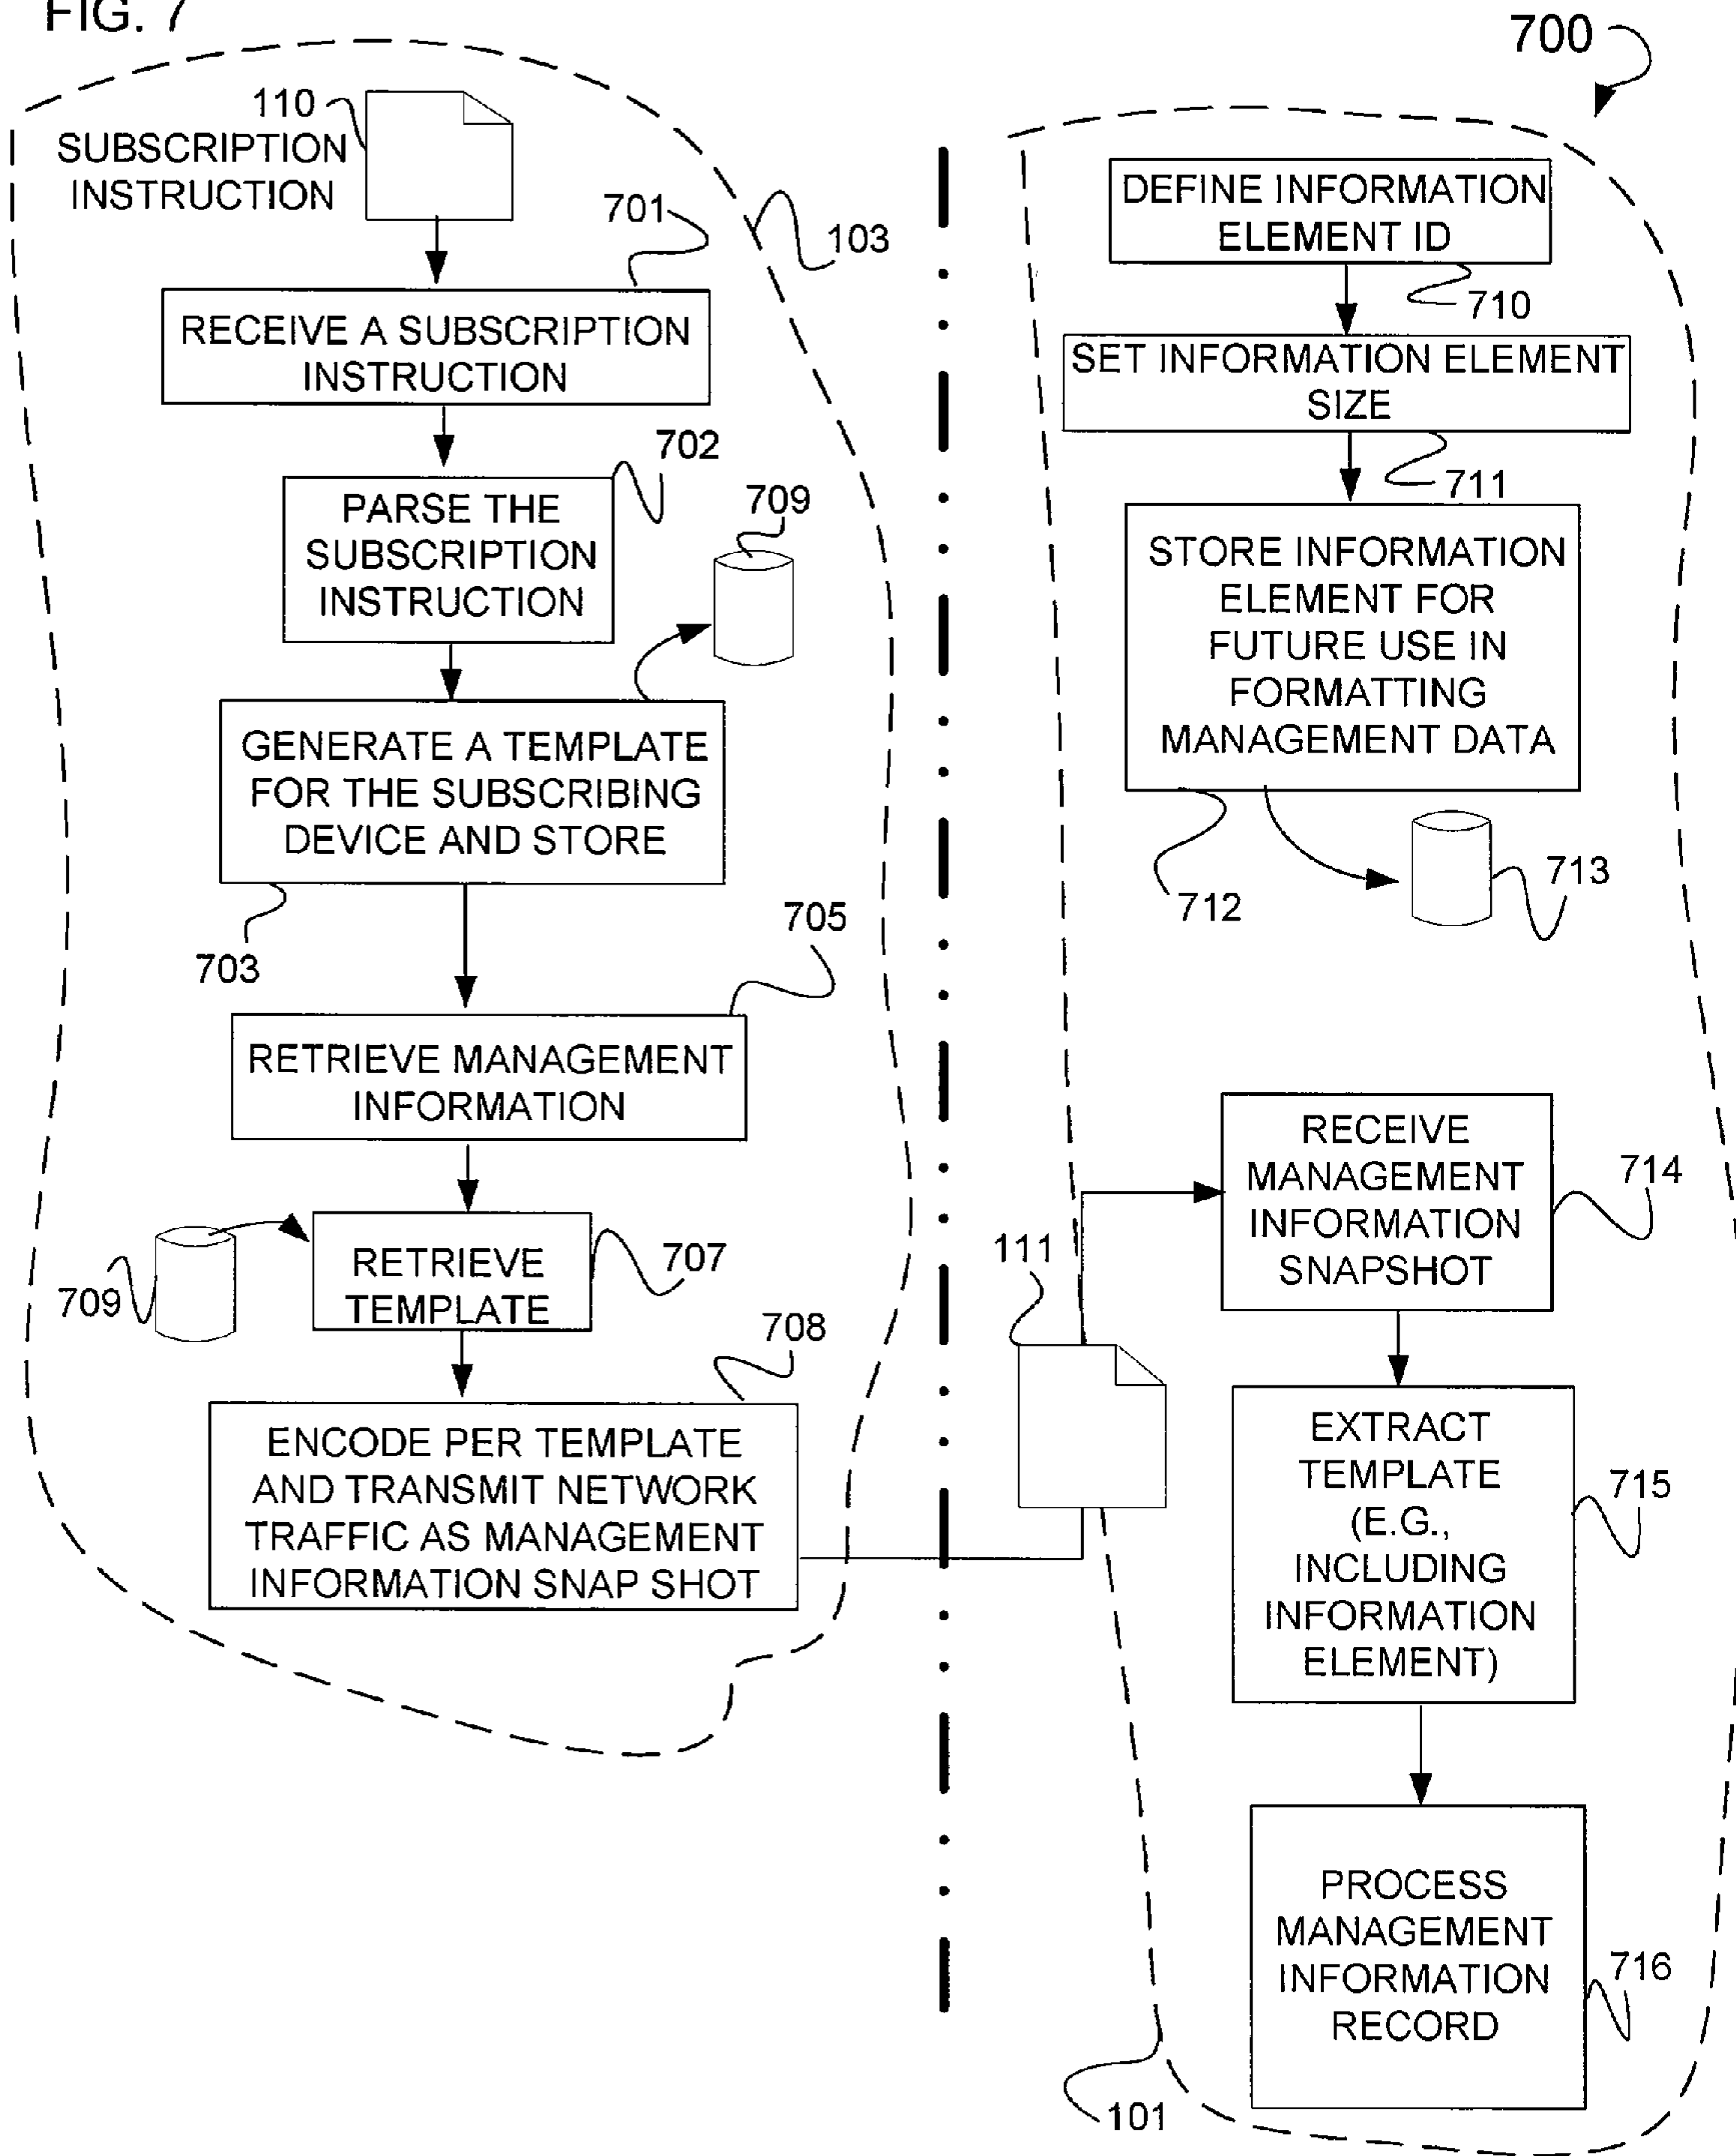 FIG. 7
700
110
SUBSCRIPTION
INSTRUCTION
701
103
RECEIVE A SUBSCRIPTION
INSTRUCTION
702
PARSE THE
SUBSCRIPTION
INSTRUCTION
709
GENERATE A TEMPLATE
FOR THE SUBSCRIBING
DEVICE AND STORE
703
705
RETRIEVE MANAGEMENT
INFORMATION
709
RETRIEVE
TEMPLATE
707
708
ENCODE PER TEMPLATE
AND TRANSMIT NETWORK
TRAFFIC AS MANAGEMENT
INFORMATION SNAP SHOT
DEFINE INFORMATION
ELEMENT ID
710
SET INFORMATION ELEMENT
SIZE
711
STORE INFORMATION
ELEMENT FOR
FUTURE USE IN
FORMATTING
MANAGEMENT DATA
712
713
111
RECEIVE
MANAGEMENT
INFORMATION
SNAPSHOT
714
EXTRACT
TEMPLATE
(E.G.,
INCLUDING
INFORMATION
ELEMENT)
715
PROCESS
MANAGEMENT
INFORMATION
RECORD
716
101